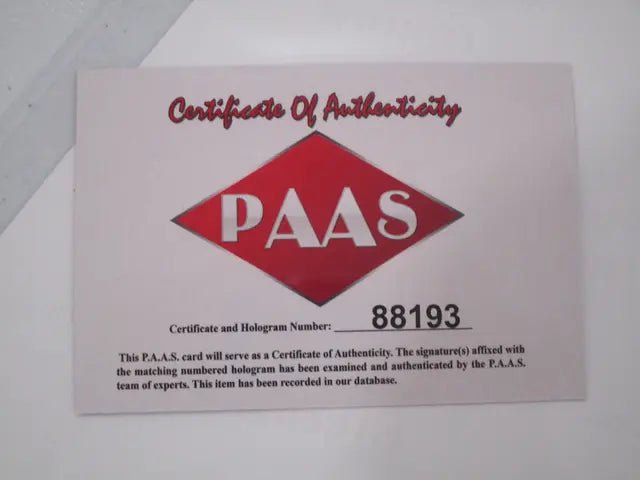 Certificate Of Authenticity
PAAS
Certificate and Hologram Number: 88193
This P.A.A.S. card will serve as a Certificate of Authenticity. The signature(s) affixed with
the matching numbered hologram has been examined and authenticated by the P.A.A.S.
team of experts. This item has been recorded in our database.